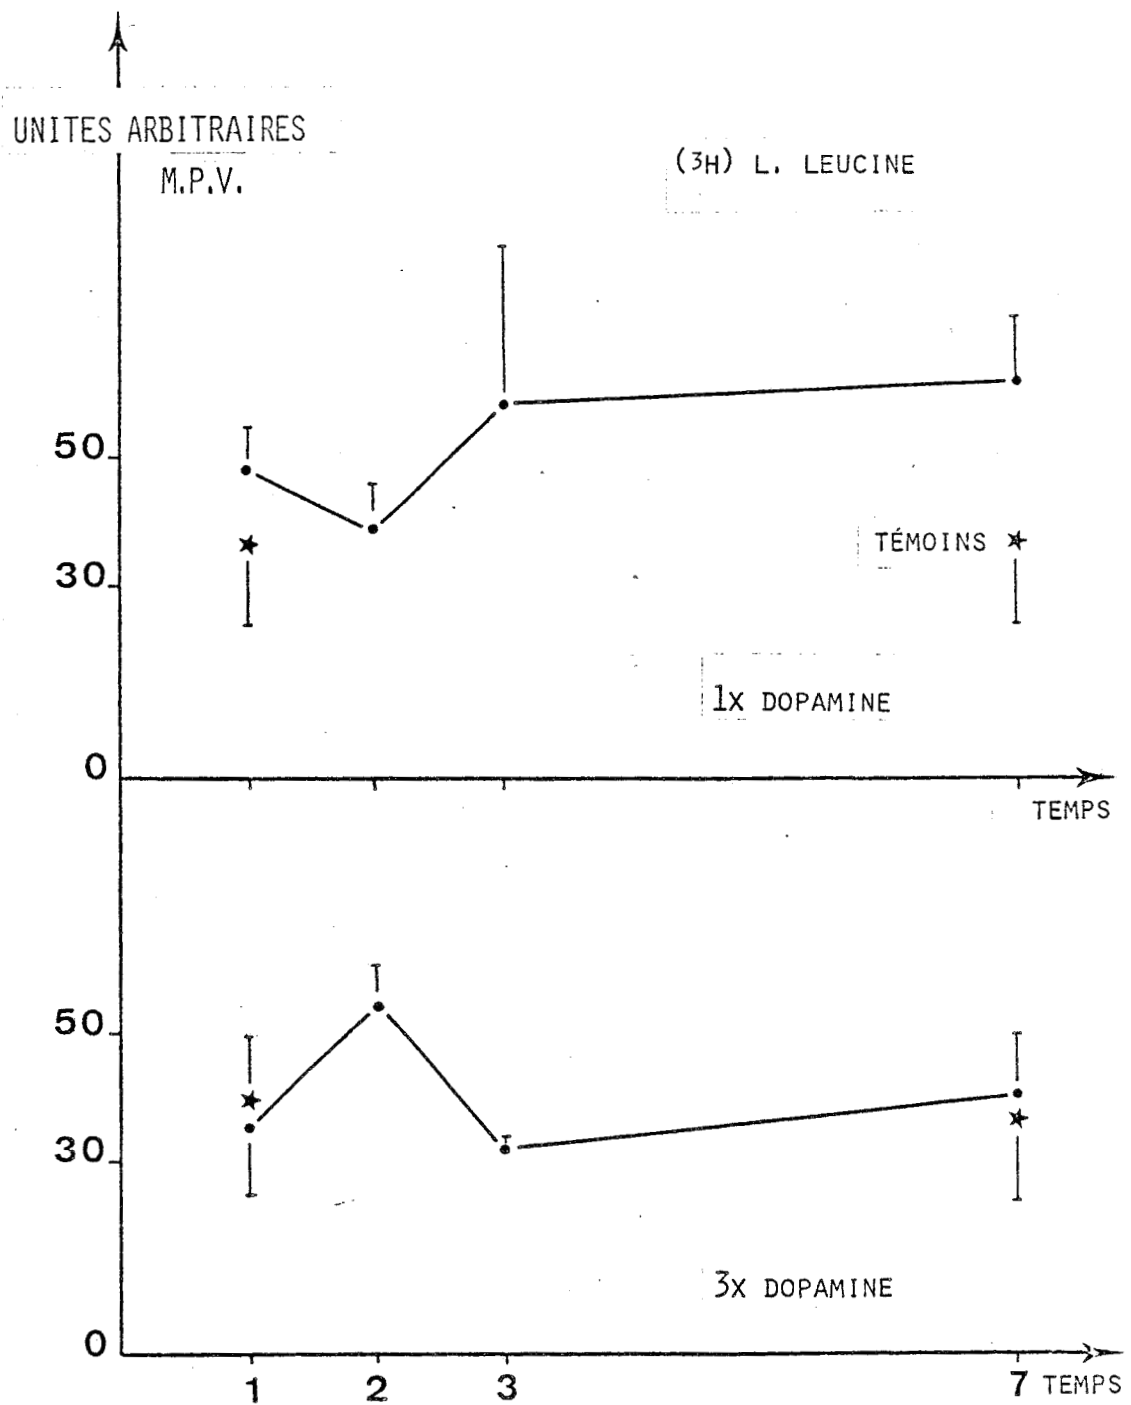 UNITES ARBITRAIRES
M.P.V.
(3H) L. LEUCINE
50
TÉMOINS
30
1X DOPAMINE
0
TEMPS
50
30
3X DOPAMINE
0
1 2 3 7 TEMPS